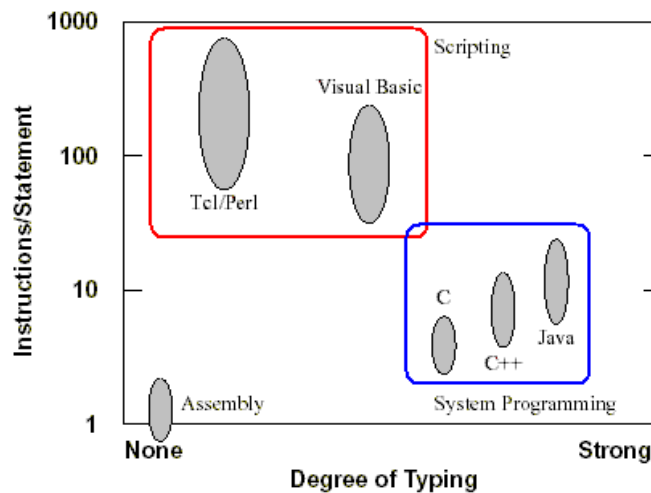 1000
Scripting
Visual Basic
100
Tcl/Perl
Instructions/Statement
10
C
C++
Java
Assembly
System Programming
1
None
Strong
Degree of Typing